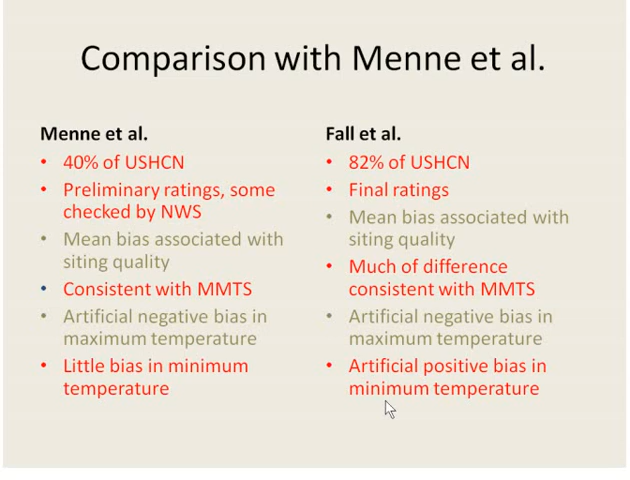 Comparison with Menne et al.
Menne et al.
• 40% of USHCN
• Preliminary ratings, some
checked by NWS
• Mean bias associated with
siting quality
• Consistent with MMTS
• Artificial negative bias in
maximum temperature
• Little bias in minimum
temperature
Fall et al.
• 82% of USHCN
• Final ratings
• Mean bias associated with
siting quality
• Much of difference
consistent with MMTS
• Artificial negative bias in
maximum temperature
• Artificial positive bias in
minimum temperature